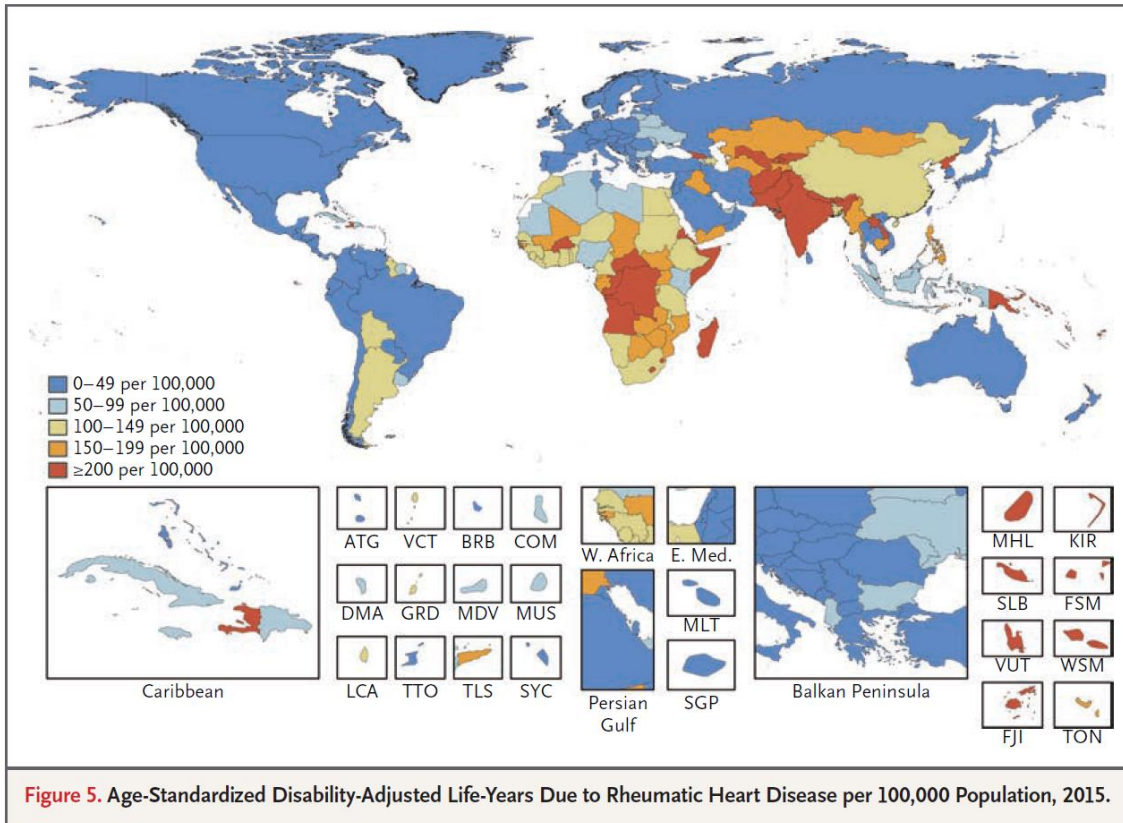 0–49 per 100,000
50–99 per 100,000
100–149 per 100,000
150–199 per 100,000
≥200 per 100,000
Caribbean
ATG VCT BRB COM
DMA GRD MDV MUS
LCA TTO TLS SYC
W. Africa E. Med.
MLT
Persian
Gulf
SGP
Balkan Peninsula
MHL KIR
SLB FSM
VUT WSM
FJI TON
Figure 5. Age-Standardized Disability-Adjusted Life-Years Due to Rheumatic Heart Disease per 100,000 Population, 2015.